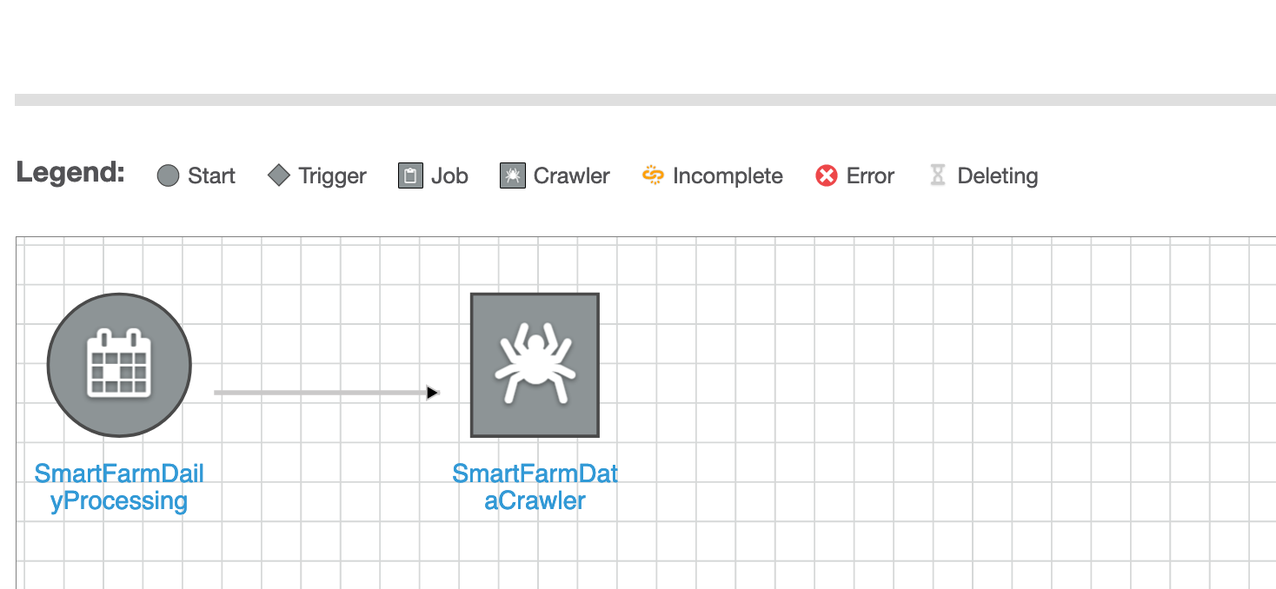 Legend: Start Trigger Job Crawler Incomplete Error Deleting
SmartFarmDail
yProcessing
SmartFarmDat
aCrawler